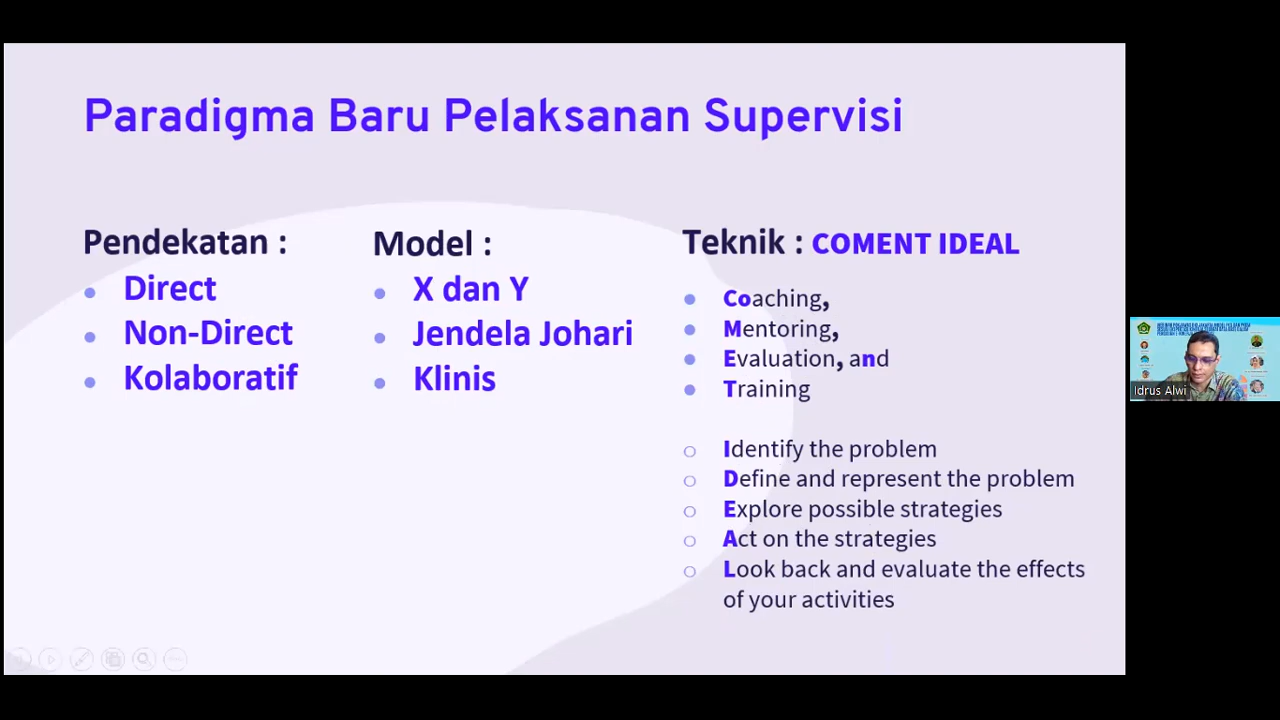 Paradigma Baru Pelaksanan Supervisi
Pendekatan :
Direct
Non-Direct
Kolaboratif
Model :
X dan Y
Jendela Johari
Klinis
Teknik : COMENT IDEAL
Coaching,
Mentoring,
Evaluation, and
Training
Identify the problem
Define and represent the problem
Explore possible strategies
Act on the strategies
Look back and evaluate the effects
of your activities
Idrus Alwi